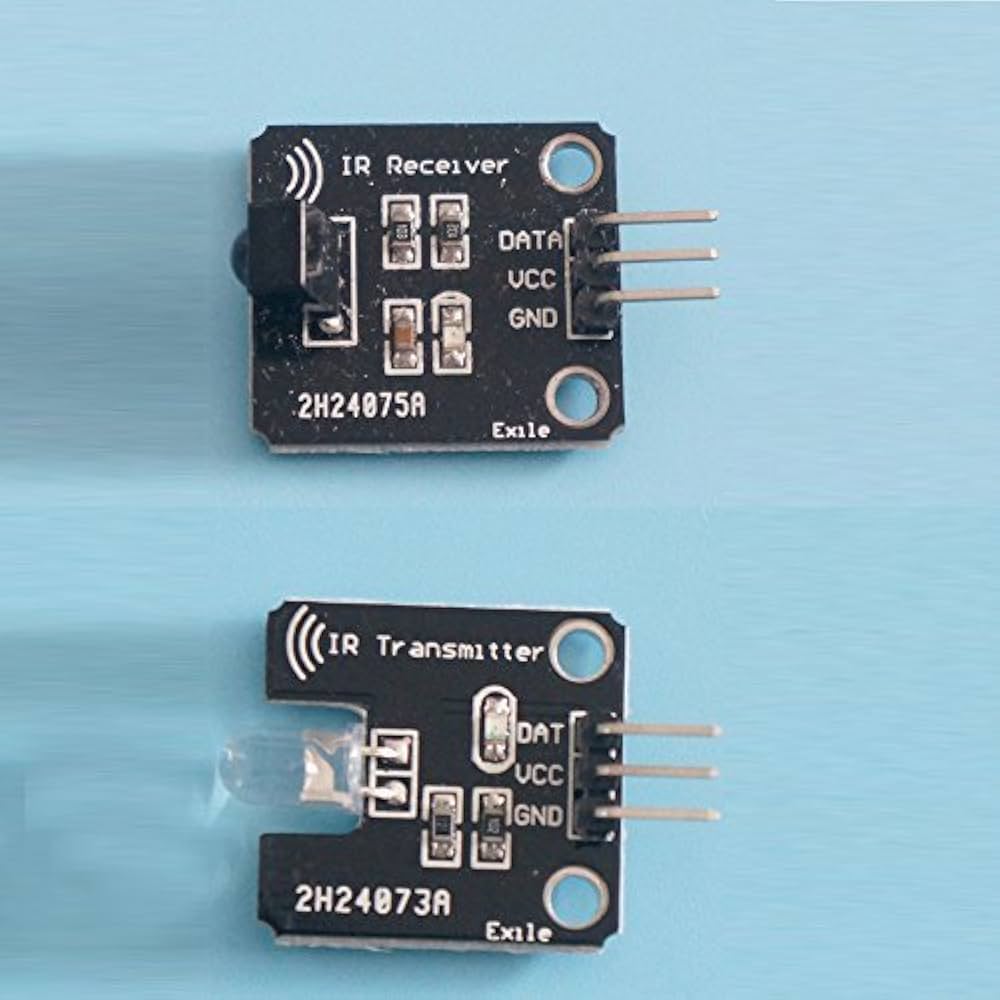 IR Receiver
DATA
VCC
GND
2H24075A
Exile
IR Transmitter
DAT
VCC
GND
2H24073A
Exile